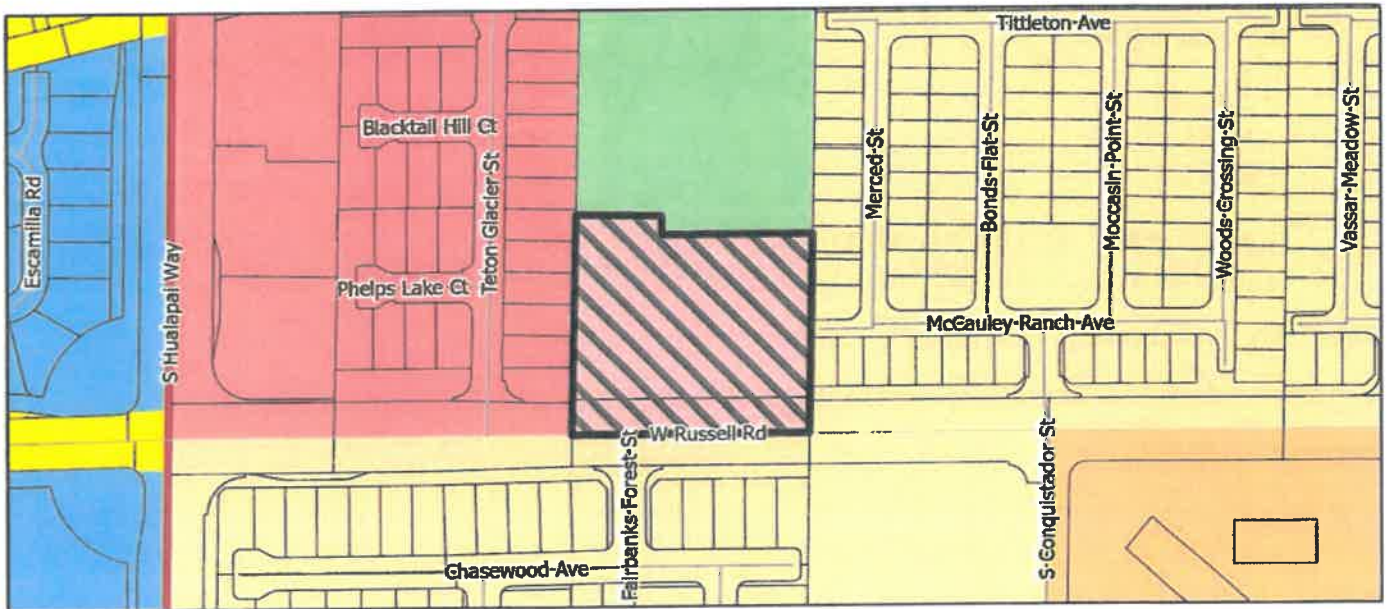 Tittleton Ave
Blacktail Hill Ct
Escamilla Rd
S Hualapai Way
Teton Glacier St
Phelps Lake Ct
Merced St
Bonds Flat St
Moccasin Point St
Woods Crossing St
Vassar Meadow St
McCauley Ranch Ave
W Russell Rd
Fairbanks Forest St
S Conquistador St
Chasewood Ave